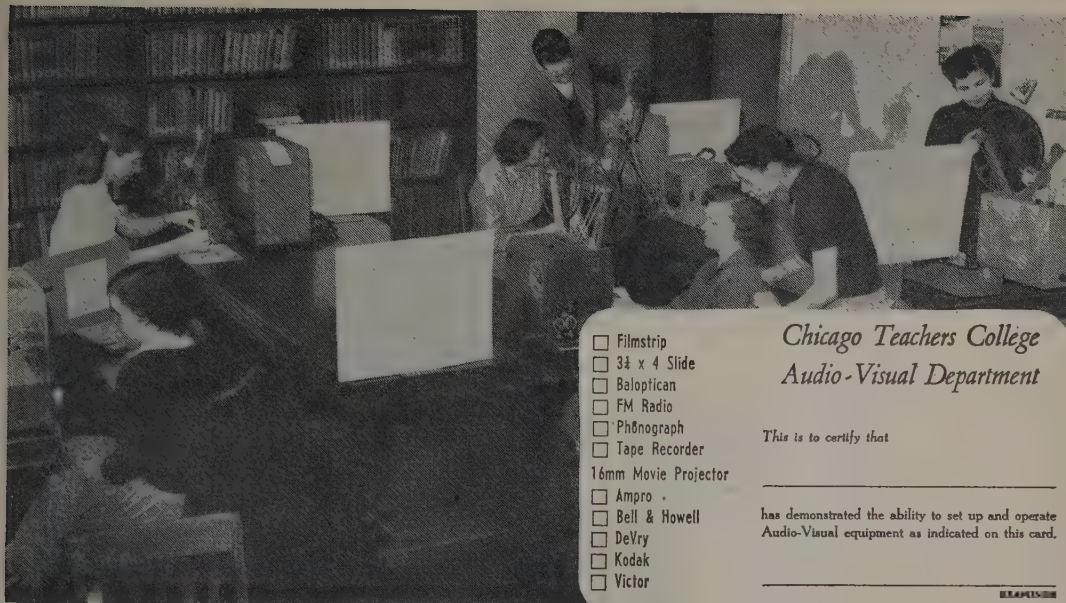 Filmstrip
3¼ x 4 Slide
Baloptican
FM Radio
Phonograph
Tape Recorder
16mm Movie Projector
Ampro
Bell & Howell
DeVry
Kodak
Victor
Chicago Teachers College
Audio-Visual Department
This is to certify that
has demonstrated the ability to set up and operate
Audio-Visual equipment as indicated on this card.